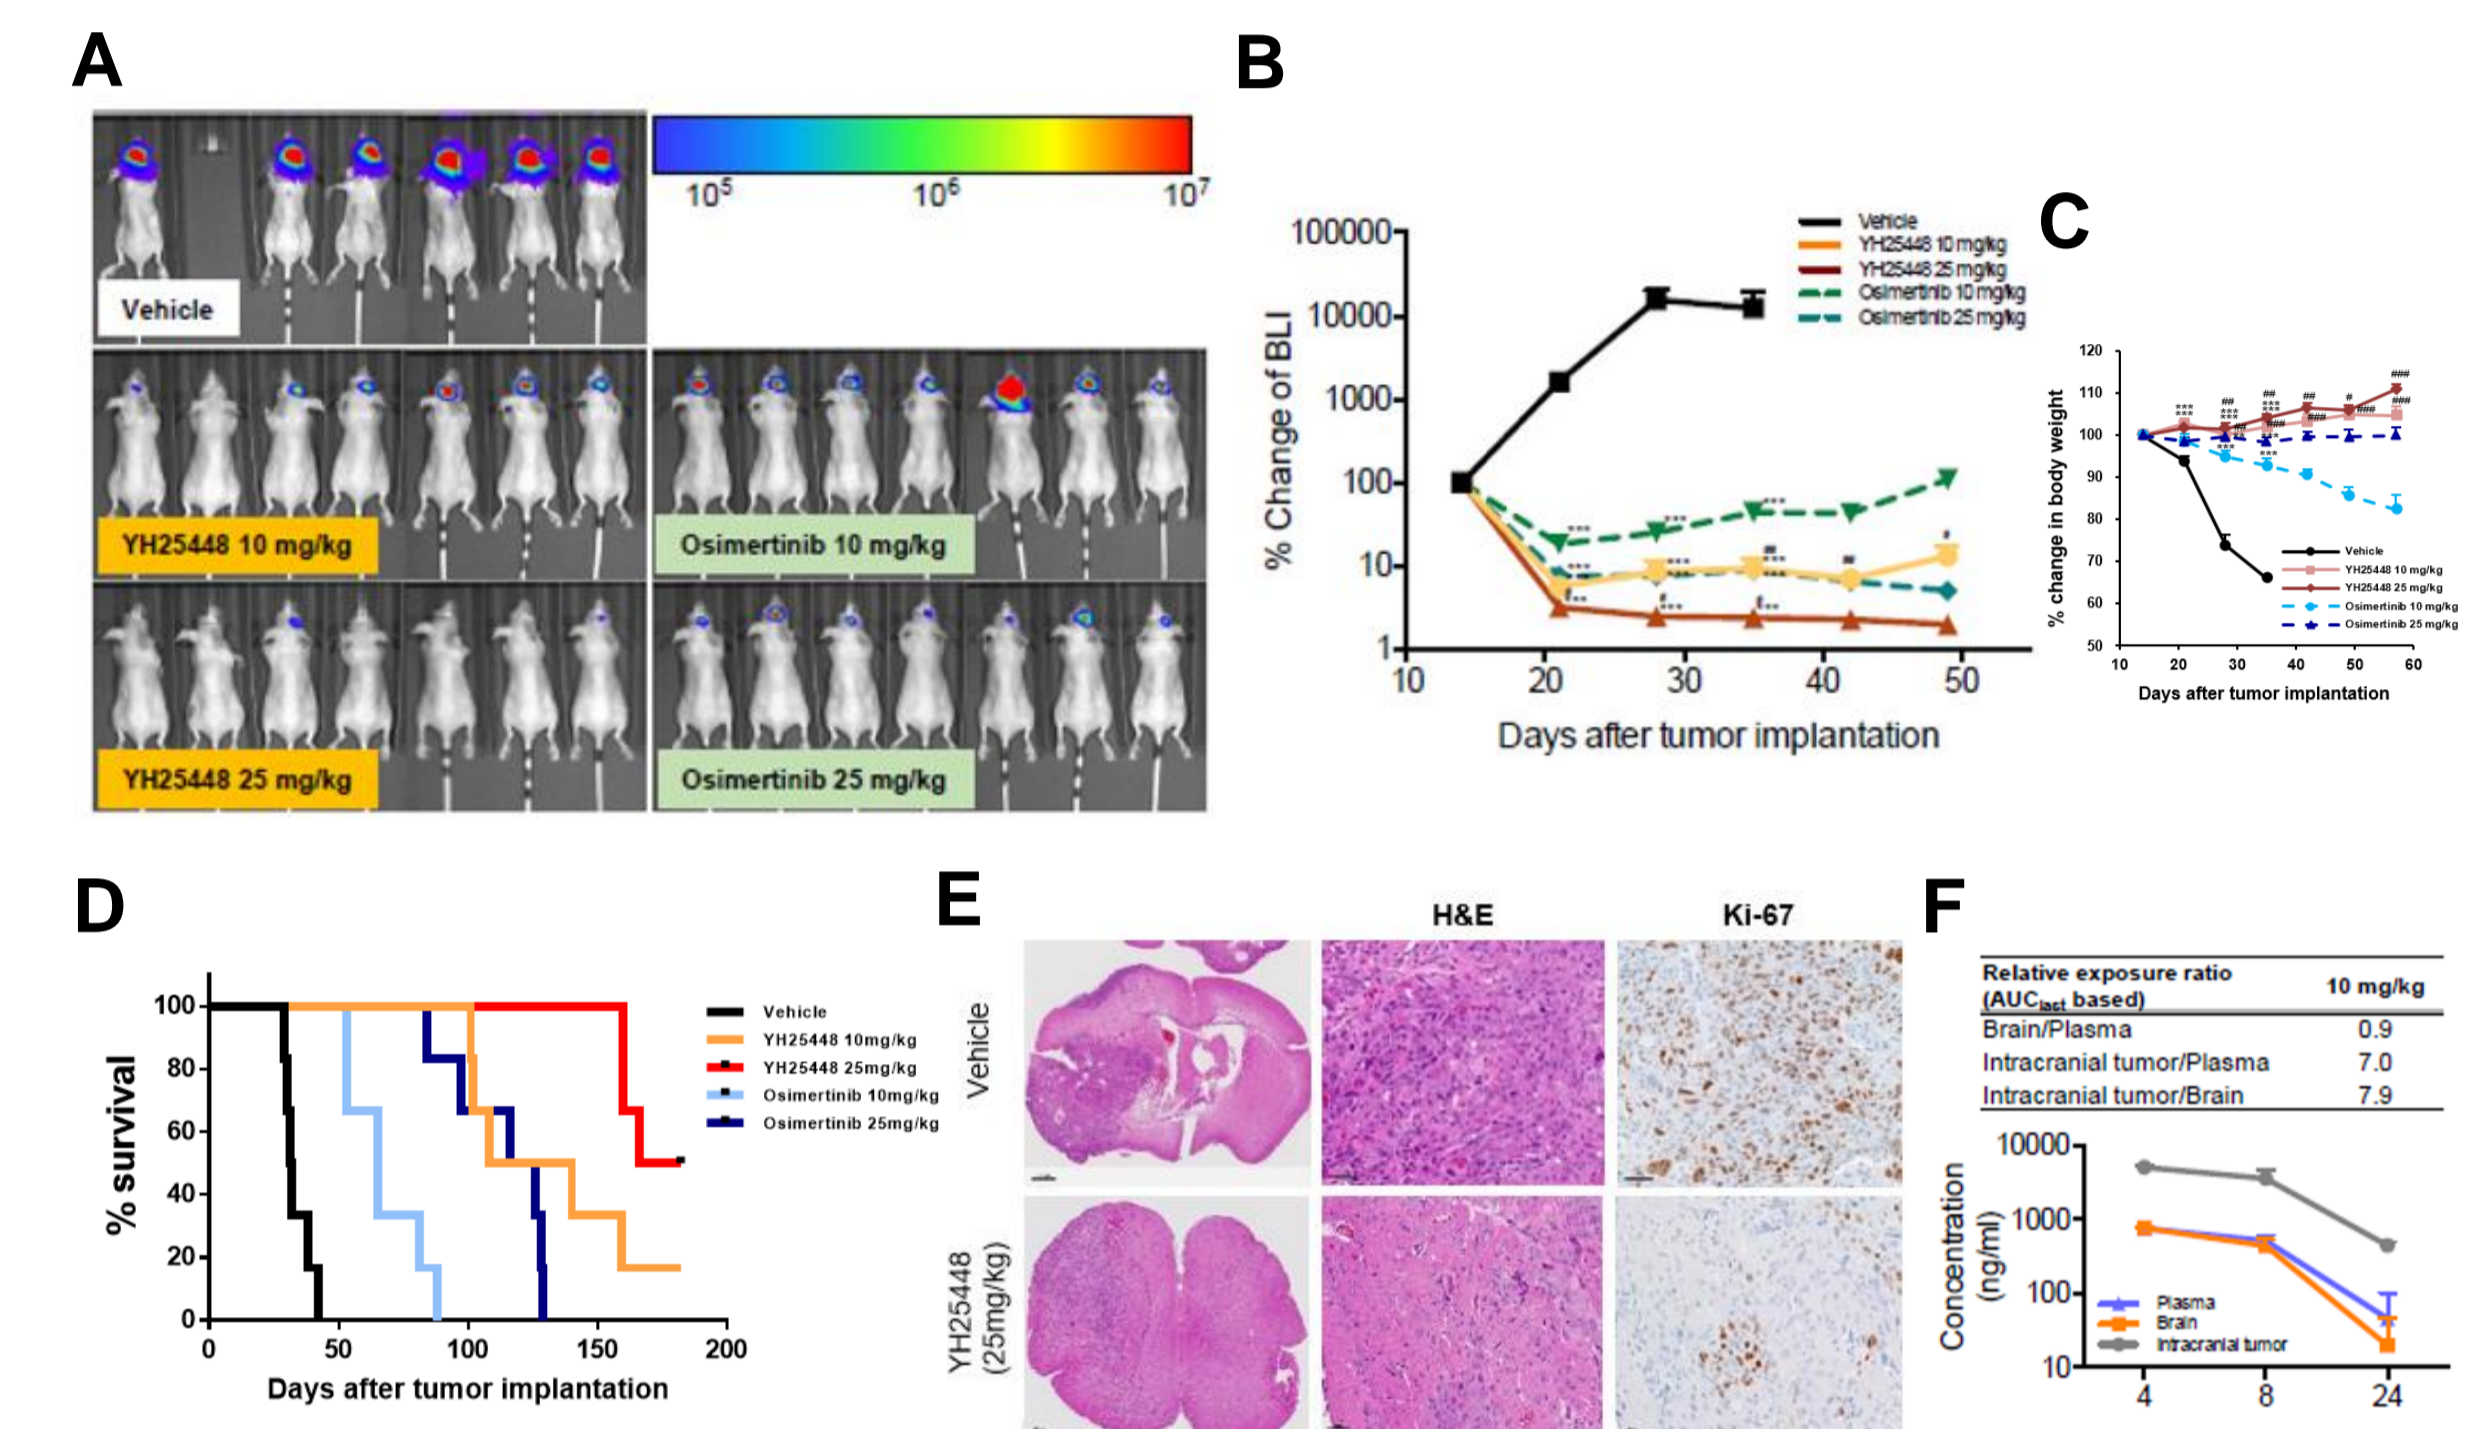 A
10⁵ 10⁶ 10⁷
Vehicle
YH25448 10 mg/kg
Osimertinib 10 mg/kg
YH25448 25 mg/kg
Osimertinib 25 mg/kg
B
% Change of BLI
100000
10000
1000
100
10
1
10 20 30 40 50
Days after tumor implantation
Vehicle
YH25448 10 mg/kg
YH25448 25 mg/kg
Osimertinib 10 mg/kg
Osimertinib 25 mg/kg
C
% change in body weight
120
110
100
90
80
70
60
50
10 20 30 40 50 60
Days after tumor implantation
Vehicle
YH25448 10 mg/kg
YH25448 25 mg/kg
Osimertinib 10 mg/kg
Osimertinib 25 mg/kg
D
% survival
100
80
60
40
20
0
0 50 100 150 200
Days after tumor implantation
Vehicle
YH25448 10mg/kg
YH25448 25mg/kg
Osimertinib 10mg/kg
Osimertinib 25mg/kg
E
H&E Ki-67
Vehicle
YH25448
(25mg/kg)
F
Relative exposure ratio
(AUClast based) 10 mg/kg
Brain/Plasma 0.9
Intracranial tumor/Plasma 7.0
Intracranial tumor/Brain 7.9
Concentration
(ng/ml)
10000
1000
100
10
4 8 24
Plasma
Brain
Intracranial tumor